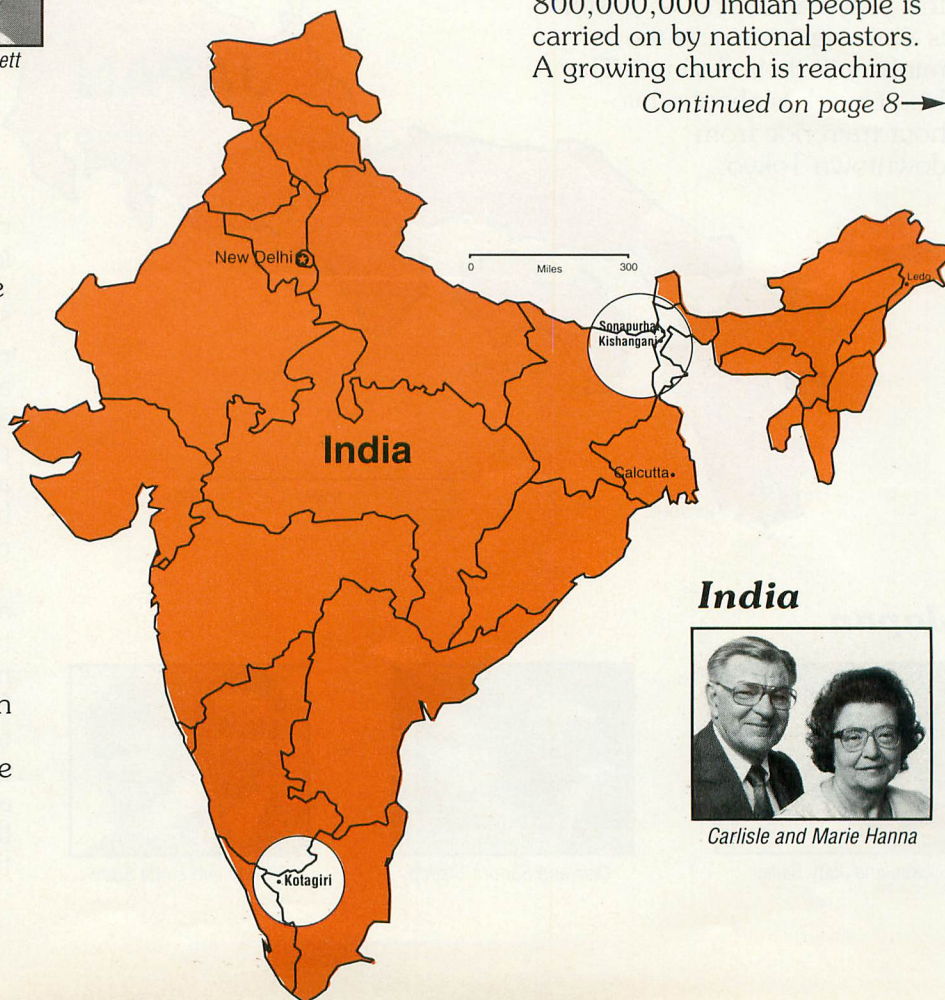 ett
800,000,000 Indian people is
carried on by national pastors.
A growing church is reaching
Continued on page 8→
New Delhi
0 Miles 300
Ledo
Sonapurhat
Kishanganj
e
India
Calcutta
India
n
e
Kotagiri
Carlisle and Marie Hanna